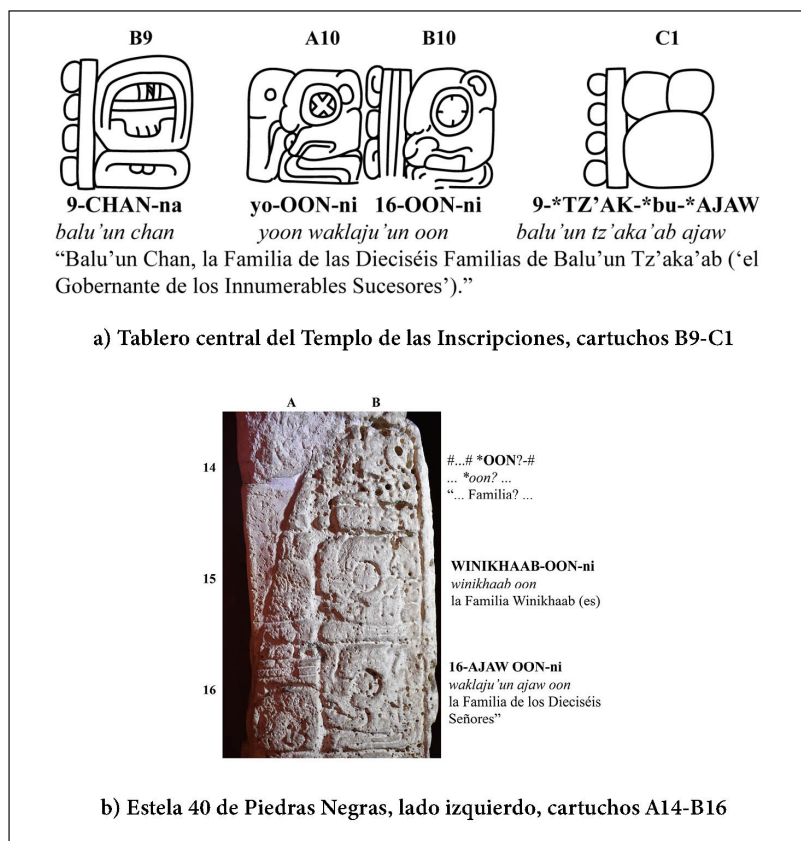 B9 A10 B10 C1
9-CHAN-na yo-OON-ni 16-OON-ni 9-*TZ’AK-*bu-*AJAW
balu’un chan yoon waklaju’un oon balu’un tz’aka’ab ajaw
“Balu’un Chan, la Familia de las Dieciséis Familias de Balu’un Tz’aka’ab (‘el
Gobernante de los Innumerables Sucesores’).”
a) Tablero central del Templo de las Inscripciones, cartuchos B9-C1
A B
14
#...# *OON?-#
... *oon? ...
“... Familia? ...
15
WINIKHAAB-OON-ni
winikhaab oon
la Familia Winikhaab (es)
16
16-AJAW OON-ni
waklaju’un ajaw oon
la Familia de los Dieciséis
Señores”
b) Estela 40 de Piedras Negras, lado izquierdo, cartuchos A14-B16